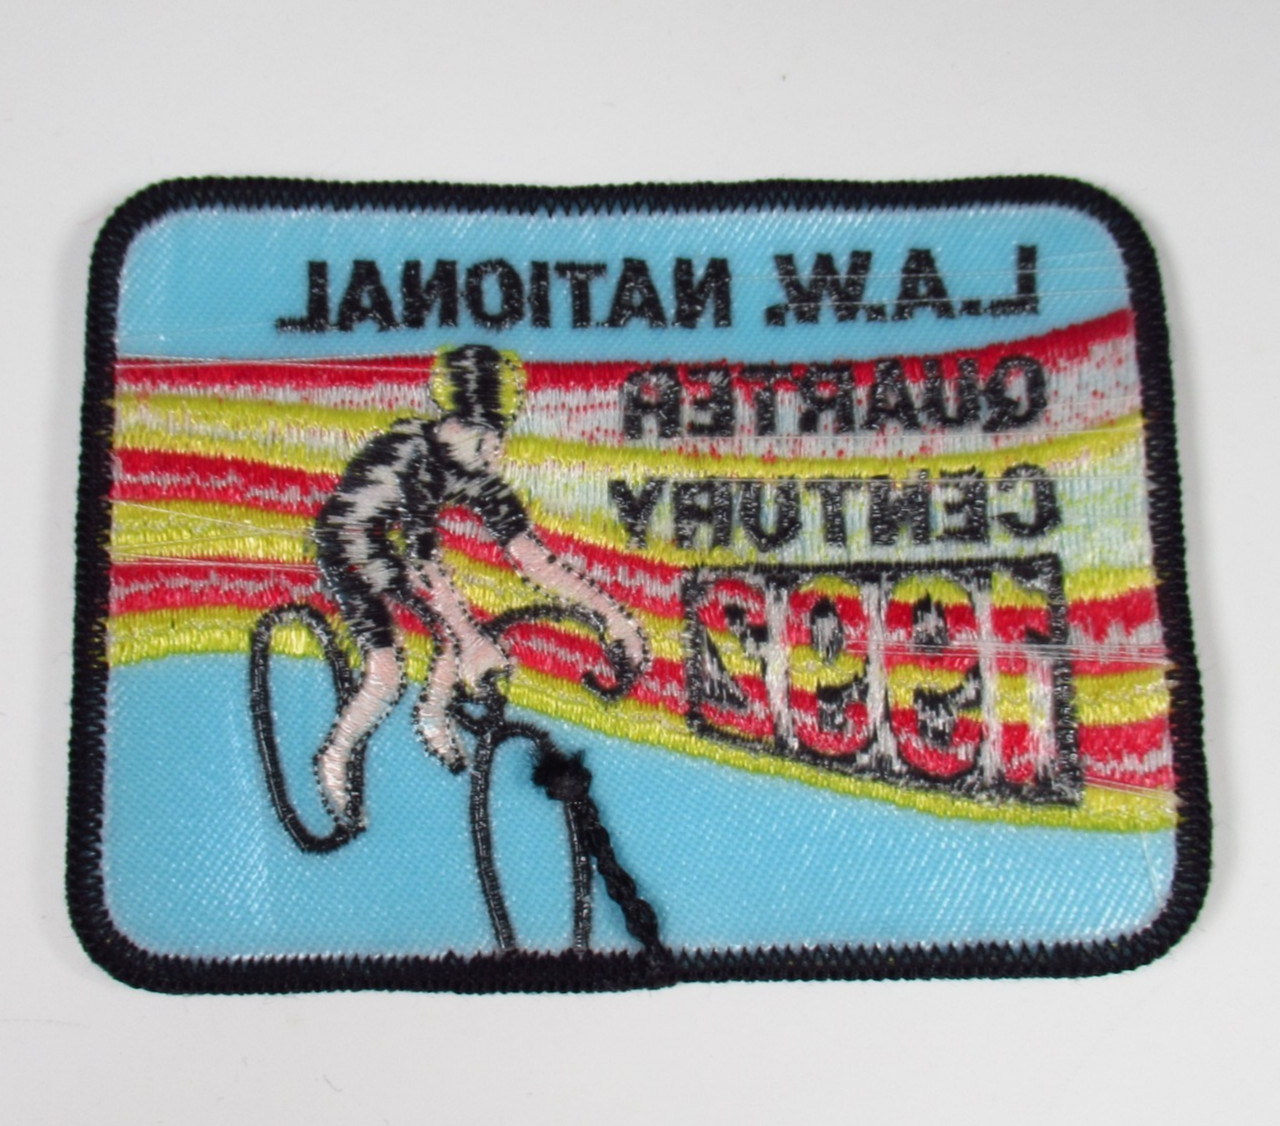 L.A.W. NATIONAL
QUARTER
CENTURY
1992